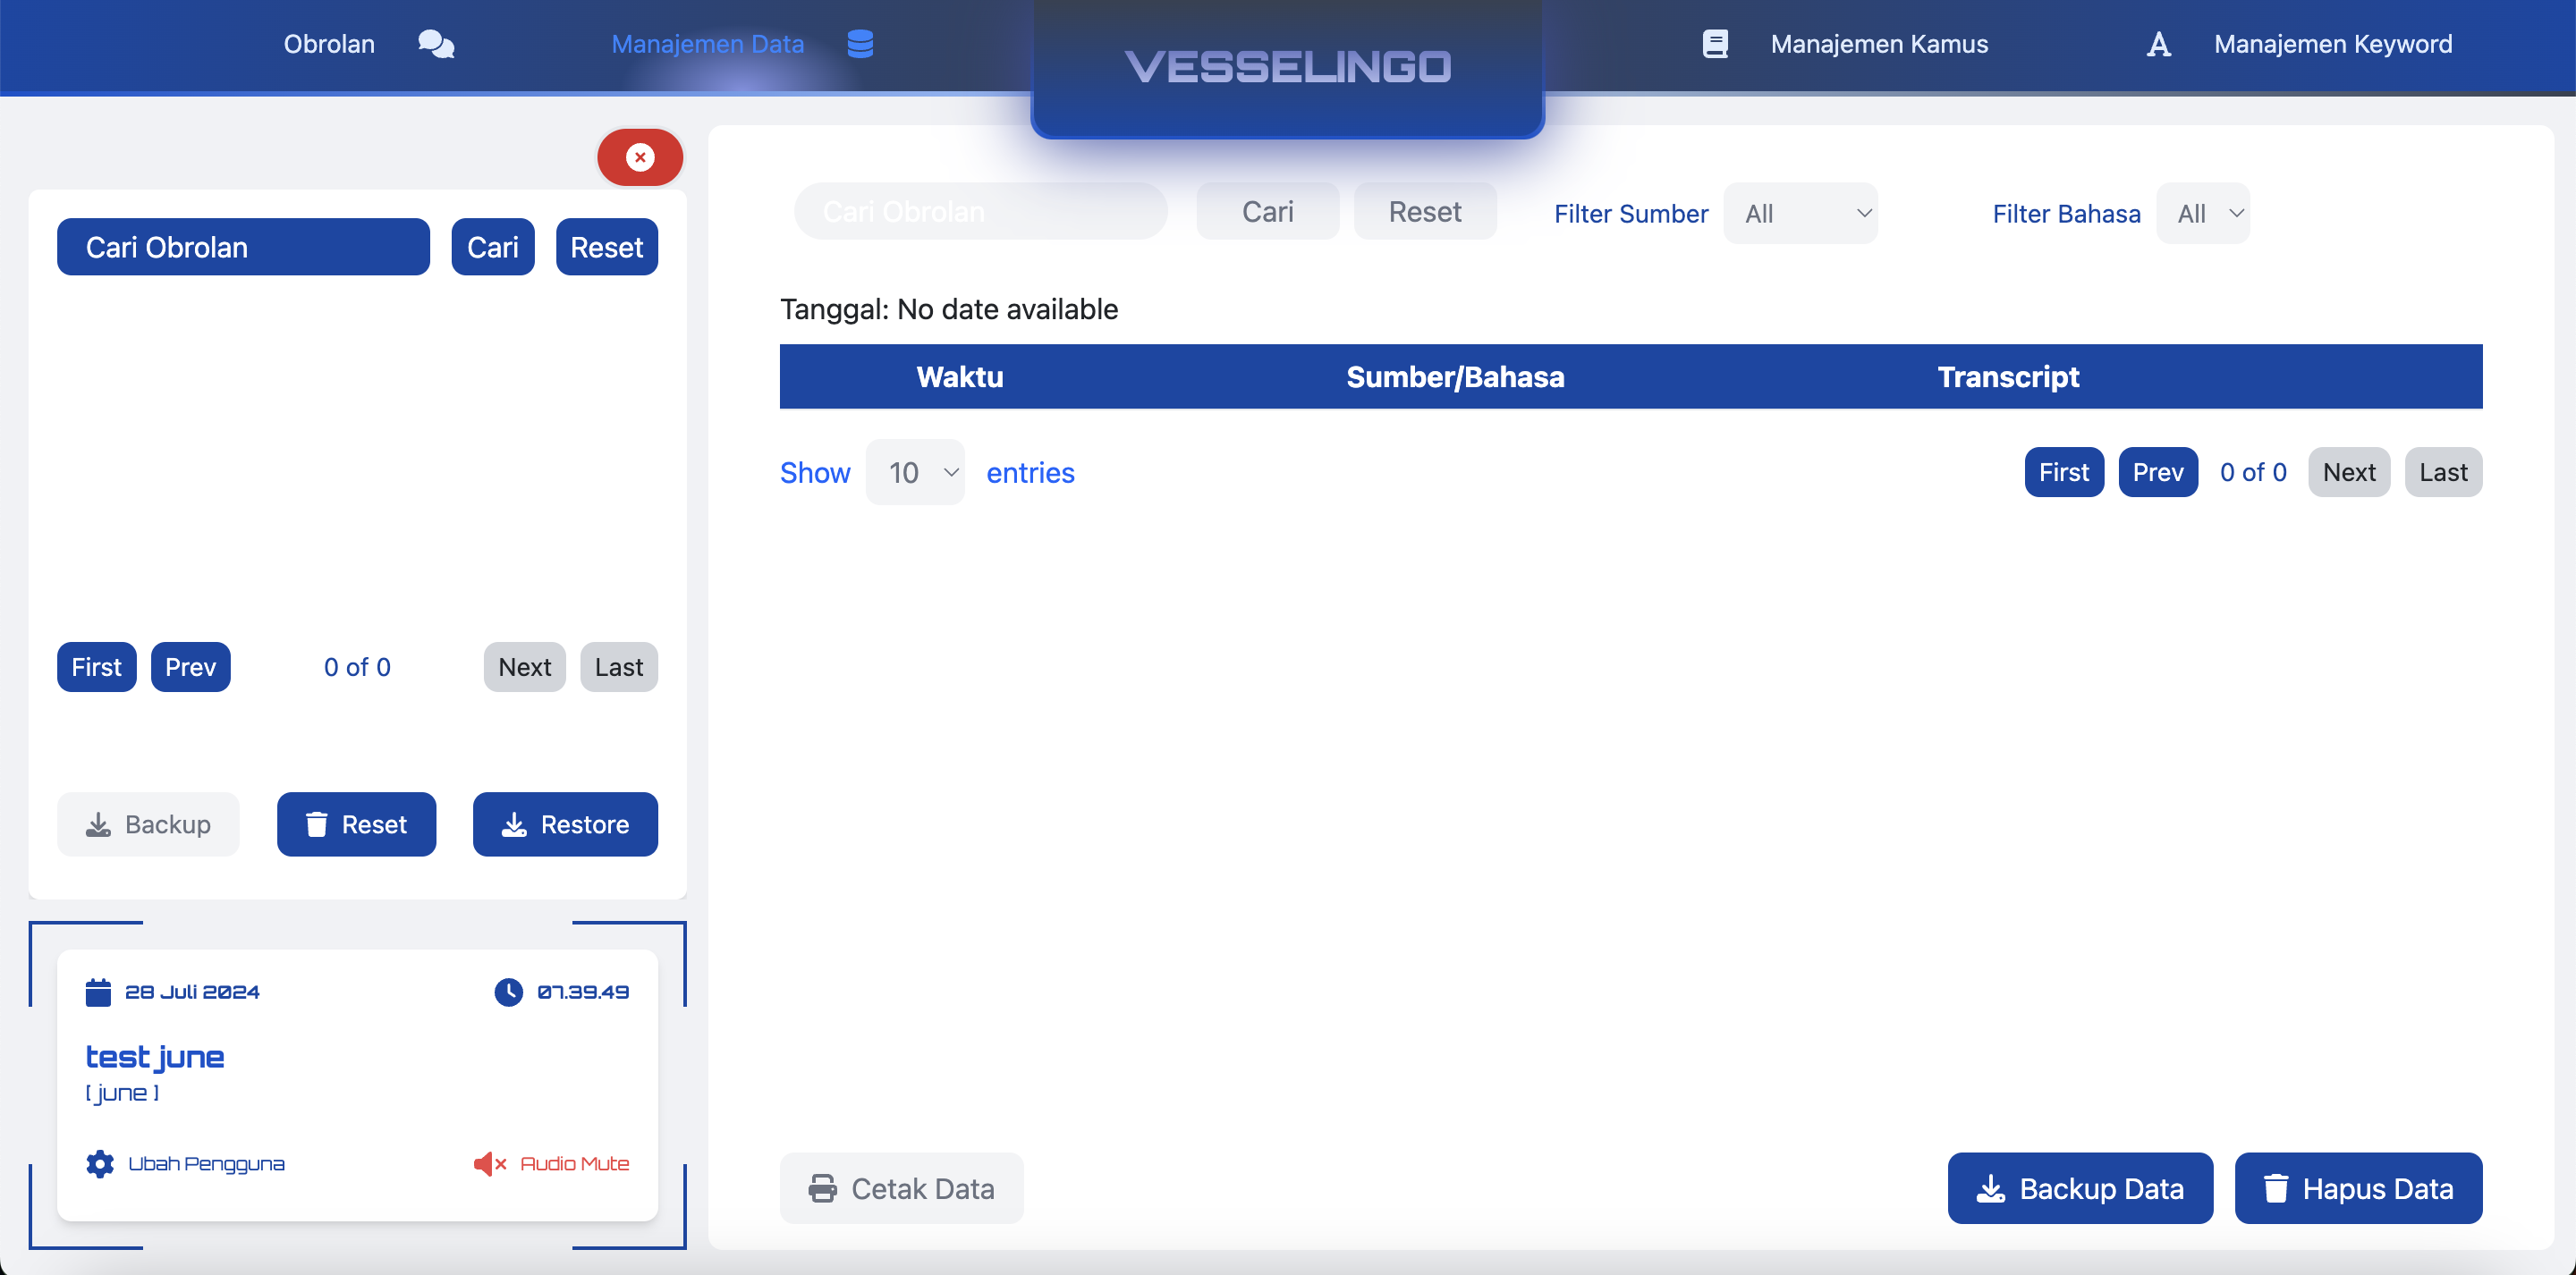 Obrolan
Manajemen Data
VESSELINGO
Manajemen Kamus
Manajemen Keyword
Cari Obrolan
Cari
Reset
First
Prev
0 of 0
Next
Last
Backup
Reset
Restore
28 Juli 2024
07.39.49
test june
[ june ]
Ubah Pengguna
Audio Mute
Cari Obrolan
Cari
Reset
Filter Sumber
All
Filter Bahasa
All
Tanggal: No date available
Waktu
Sumber/Bahasa
Transcript
Show 10 entries
First
Prev
0 of 0
Next
Last
Cetak Data
Backup Data
Hapus Data